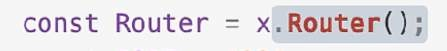 const Router = x.Router();